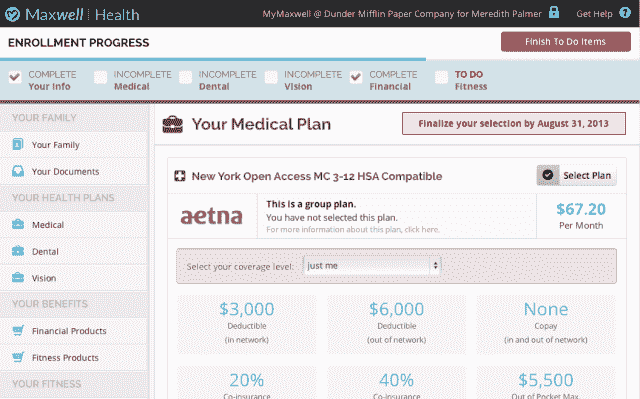 Maxwell Health
MyMaxwell @ Dunder Mifflin Paper Company for Meredith Palmer
Get Help ?
ENROLLMENT PROGRESS
Finish To Do Items
COMPLETE
Your Info
INCOMPLETE
Medical
INCOMPLETE
Dental
INCOMPLETE
Vision
COMPLETE
Financial
TO DO
Fitness
YOUR FAMILY
Your Family
Your Documents
YOUR HEALTH PLANS
Medical
Dental
Vision
YOUR BENEFITS
Financial Products
Fitness Products
YOUR FITNESS
Your Medical Plan
Finalize your selection by August 31, 2013
New York Open Access MC 3-12 HSA Compatible
Select Plan
aetna
This is a group plan.
You have not selected this plan.
For more information about this plan, click here.
$67.20
Per Month
Select your coverage level:
just me
$3,000
Deductible
(in network)
$6,000
Deductible
(out of network)
None
Copay
(in and out of network)
20%
Co-insurance
40%
Co-insurance
$5,500
Out of Pocket Max.